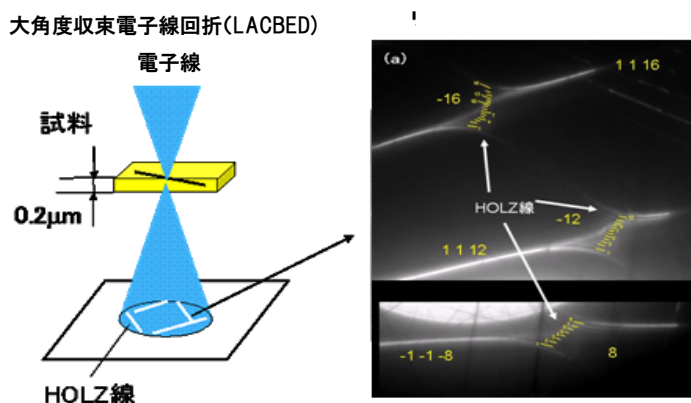 大角度収束電子線回折(LACBED)
電子線
試料
0.2μm
HOLZ線
(a)
1 1 16
-16
HOLZ線
-12
1 1 12
-1 -1 -8
8